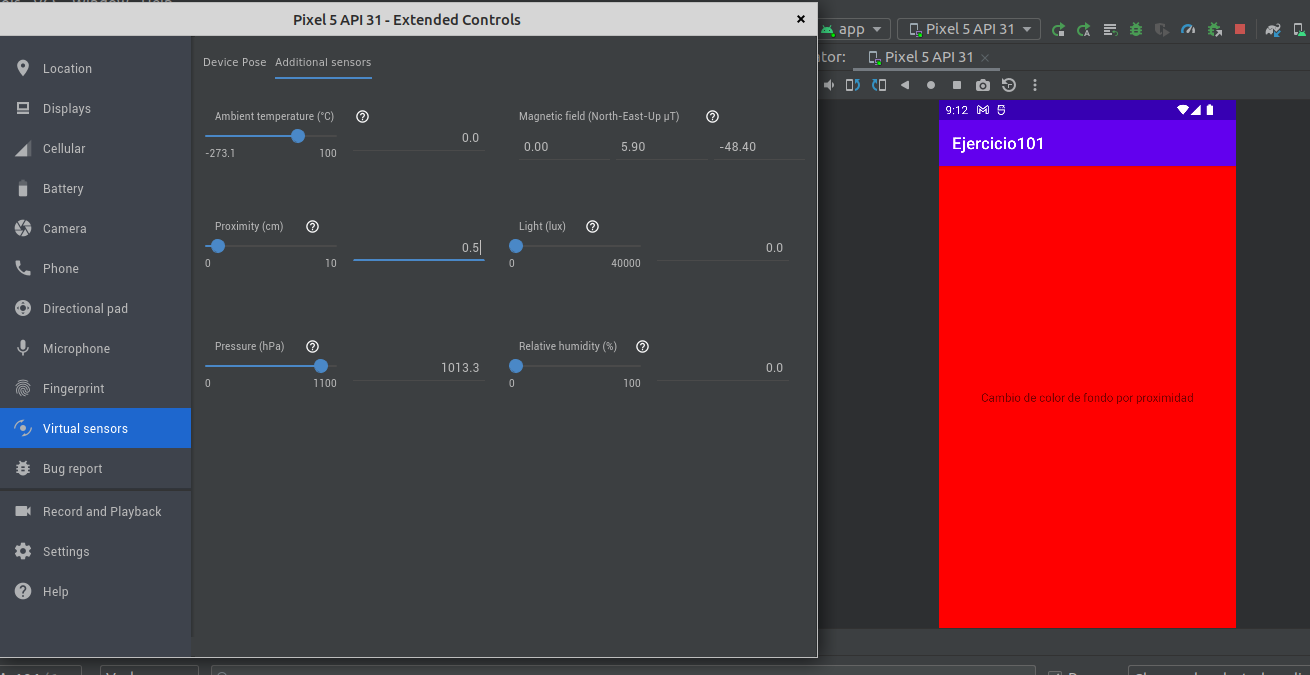 Pixel 5 API 31 - Extended Controls
app
Pixel 5 API 31
Pixel 5 API 31
Location
Displays
Cellular
Battery
Camera
Phone
Directional pad
Microphone
Fingerprint
Virtual sensors
Bug report
Record and Playback
Settings
Help
Device Pose
Additional sensors
Ambient temperature (°C)
0.0
-273.1
100
Magnetic field (North-East-Up μT)
0.00
5.90
-48.40
Proximity (cm)
0.5
0
10
Light (lux)
0.0
0
40000
Pressure (hPa)
1013.3
0
1100
Relative humidity (%)
0.0
0
100
9:12
Ejercicio101
Cambio de color de fondo por proximidad